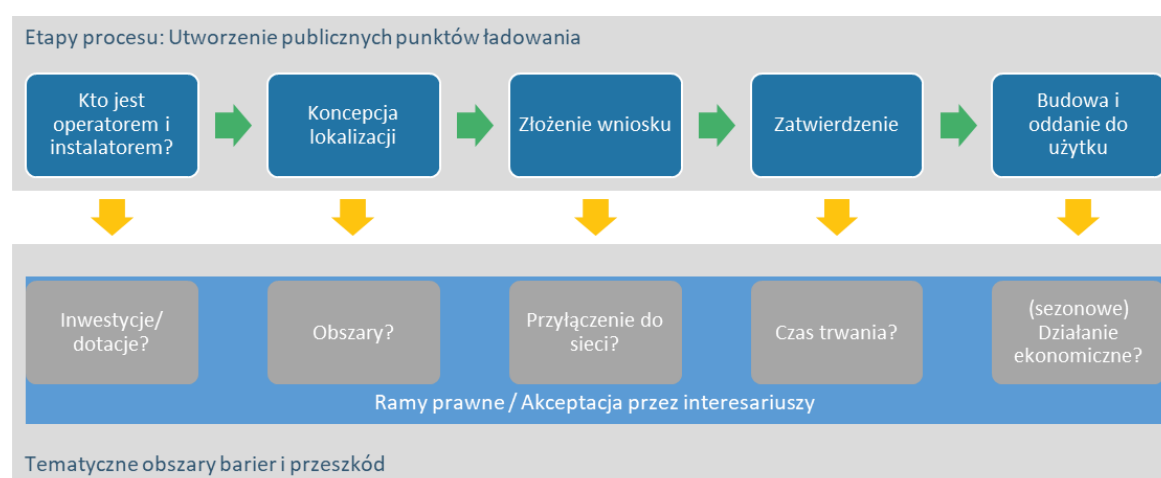 Etapy procesu: Utworzenie publicznych punktów ładowania
Kto jest
operatorem i
instalatorem?
Koncepcja
lokalizacji
Złożenie wniosku
Zatwierdzenie
Budowa i
oddanie do
użytku
Inwestycje/
dotacje?
Obszary?
Przyłączenie do
sieci?
Czas trwania?
(sezonowe)
Działanie
ekonomiczne?
Ramy prawne / Akceptacja przez interesariuszy
Tematyczne obszary barier i przeszkód